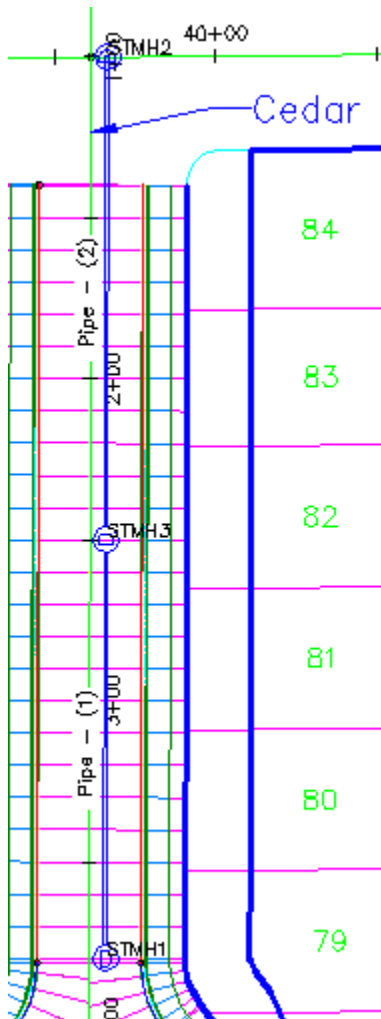 STMH2
40+00
Cedar
84
Pipe - (2)
83
2+00
82
STMH3
81
3+00
Pipe - (1)
80
79
STMH1
D
D
00